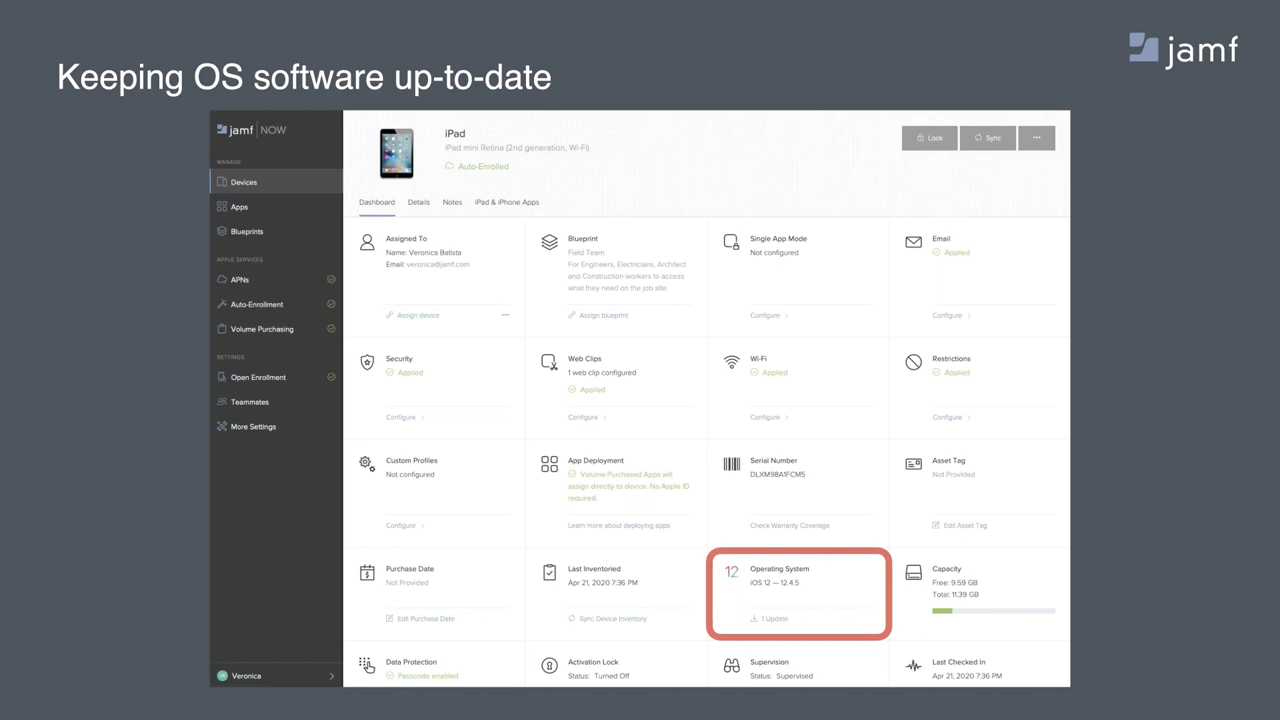 jamf
Keeping OS software up-to-date
jamf | NOW
MANAGE
Devices
Apps
Blueprints
APPLE SERVICES
APNs
Auto-Enrollment
Volume Purchasing
SETTINGS
Open Enrollment
Teammates
More Settings
Veronica
iPad
iPad mini Retina (2nd generation, Wi-Fi)
Auto-Enrolled
Lock
Sync
Dashboard
Details
Notes
iPad & iPhone Apps
Assigned To
Name: Veronica Batista
Email: veronica@jamf.com
Assign device
Blueprint
Field Team
For Engineers, Electricians, Architect
and Construction workers to access
what they need on the job site.
Assign blueprint
Single App Mode
Not configured
Configure
Email
Applied
Configure
Security
Applied
Configure
Web Clips
1 web clip configured
Applied
Configure
Wi-Fi
Applied
Configure
Restrictions
Applied
Configure
Custom Profiles
Not configured
Configure
App Deployment
Volume Purchased Apps will
assign directly to device. No Apple ID
required.
Learn more about deploying apps
Serial Number
DLXM98A1FCM5
Check Warranty Coverage
Asset Tag
Not Provided
Edit Asset Tag
Purchase Date
Not Provided
Edit Purchase Date
Last Inventoried
Apr 21, 2020 7:36 PM
Sync Device Inventory
12
Operating System
iOS 12 — 12.4.5
1 Update
Capacity
Free: 9.59 GB
Total: 11.39 GB
Data Protection
Passcode enabled
Activation Lock
Status: Turned Off
Supervision
Status: Supervised
Last Checked In
Apr 21, 2020 7:36 PM